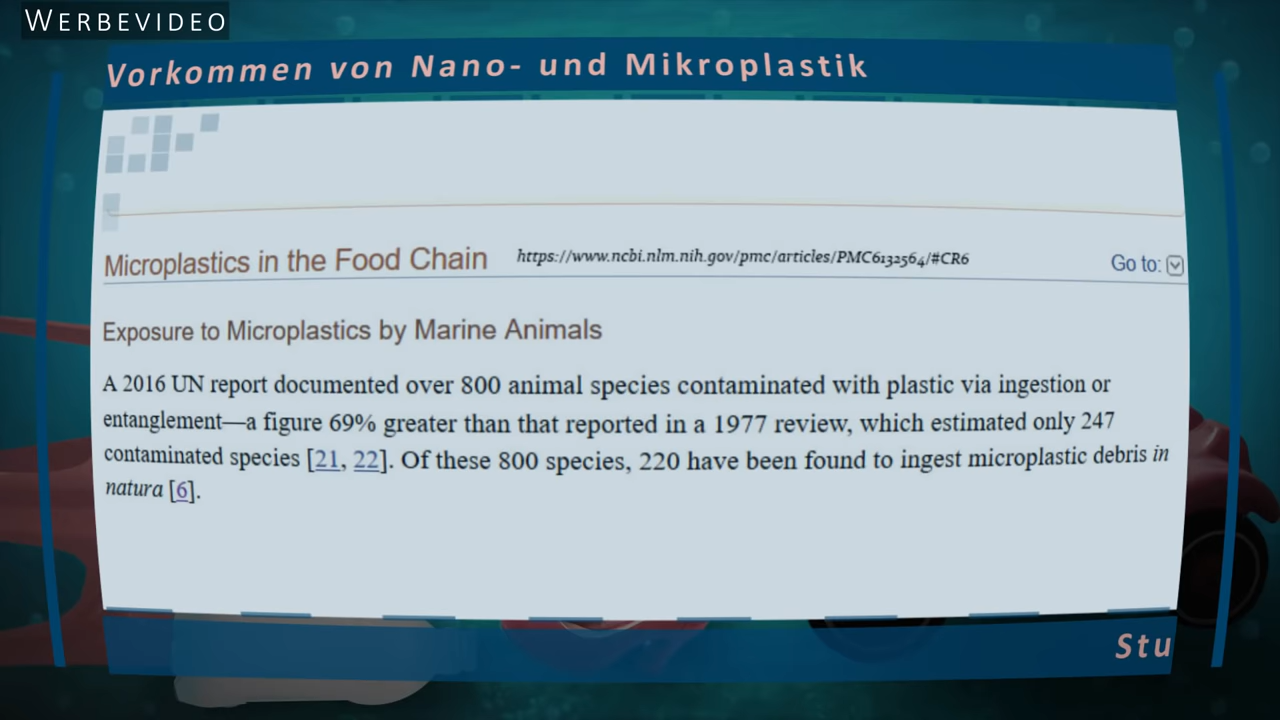 WERBEVIDEO
Vorkommen von Nano- und Mikroplastik
Microplastics in the Food Chain https://www.ncbi.nlm.nih.gov/pmc/articles/PMC6132564/#CR6 Go to:
Exposure to Microplastics by Marine Animals
A 2016 UN report documented over 800 animal species contaminated with plastic via ingestion or
entanglement—a figure 69% greater than that reported in a 1977 review, which estimated only 247
contaminated species [21, 22]. Of these 800 species, 220 have been found to ingest microplastic debris in
natura [6].
Stu